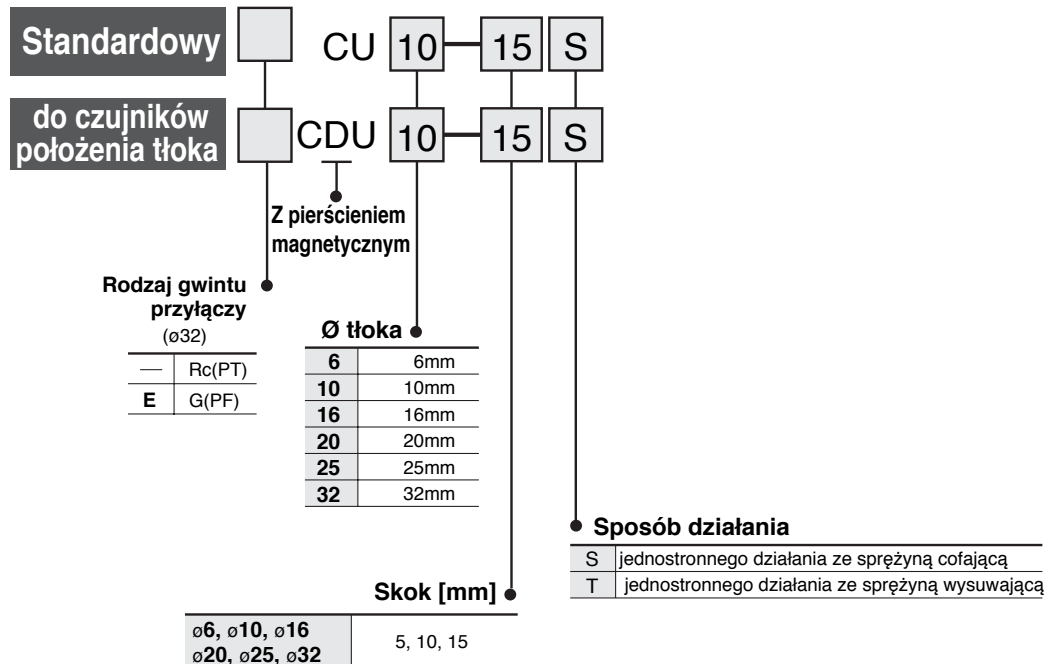 Standardowy CU 10 — 15 S
do czujników
położenia tłoka CDU 10 — 15 S
Z pierścieniem
magnetycznym
Rodzaj gwintu
przyłączy
(ø32)
— Rc(PT)
E G(PF)
Ø tłoka
6 6mm
10 10mm
16 16mm
20 20mm
25 25mm
32 32mm
Sposób działania
S jednostronnego działania ze sprężyną cofającą
T jednostronnego działania ze sprężyną wysuwającą
Skok [mm]
ø6, ø10, ø16
ø20, ø25, ø32 5, 10, 15